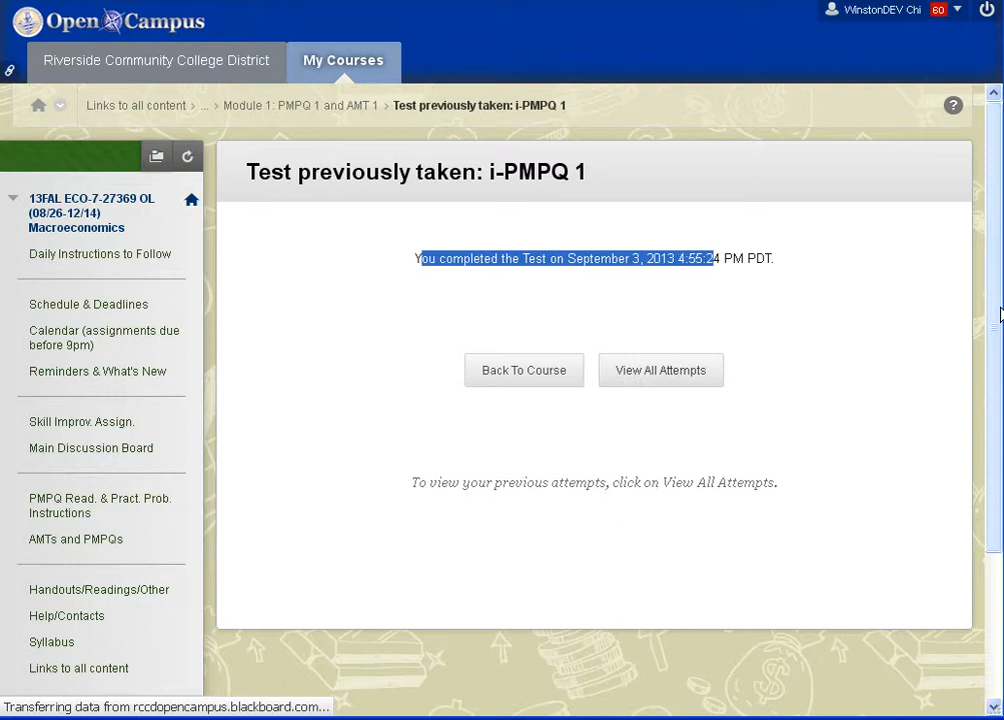 Open Campus
WinstonDEV Chi 60
Riverside Community College District
My Courses
Links to all content > ... > Module 1: PMPQ 1 and AMT 1 > Test previously taken: i-PMPQ 1
?
13FAL ECO-7-27369 OL
(08/26-12/14)
Macroeconomics
Daily Instructions to Follow
Schedule & Deadlines
Calendar (assignments due
before 9pm)
Reminders & What's New
Skill Improv. Assign.
Main Discussion Board
PMPQ Read. & Pract. Prob.
Instructions
AMTs and PMPQs
Handouts/Readings/Other
Help/Contacts
Syllabus
Links to all content
Test previously taken: i-PMPQ 1
You completed the Test on September 3, 2013 4:55:24 PM PDT.
Back To Course
View All Attempts
To view your previous attempts, click on View All Attempts.
Transferring data from rccdopencampus.blackboard.com...